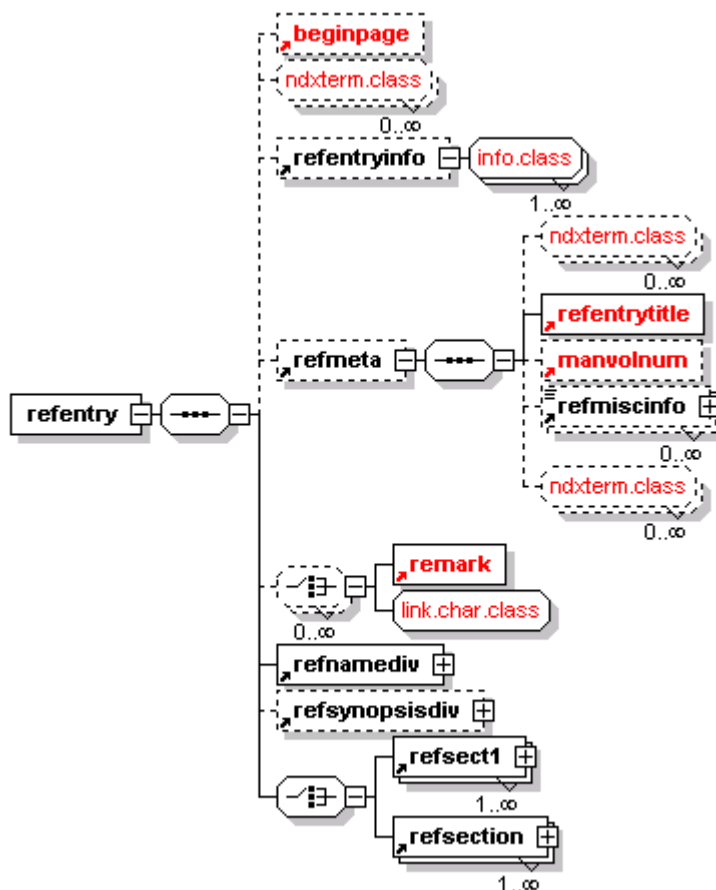 beginpage
ndxterm.class
0..∞
refentryinfo
info.class
1..∞
ndxterm.class
0..∞
refentrytitle
refmeta
manvolnum
refmiscinfo
0..∞
refentry
ndxterm.class
0..∞
remark
link.char.class
0..∞
refnamediv
refsynopsisdiv
refsect1
1..∞
refsection
1..∞